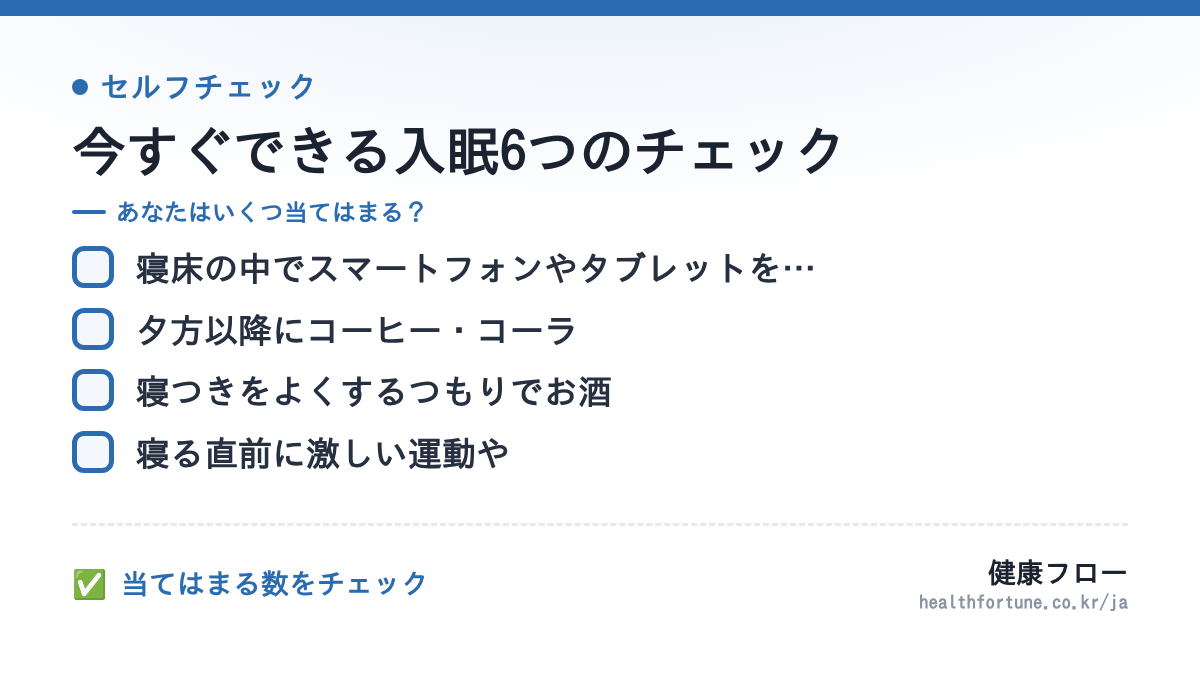 セルフチェック
今すぐできる入眠6つのチェック
あなたはいくつ当てはまる？
寝床の中でスマートフォンやタブレットを…
夕方以降にコーヒー・コーラ
寝つきをよくするつもりでお酒
寝る直前に激しい運動や
✅ 当てはまる数をチェック
健康フロー
healthfortune.co.kr/ja